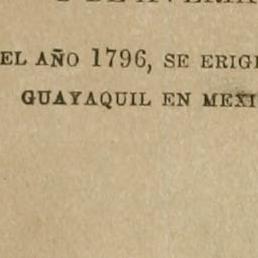 EL AÑO 1796, SE ERIG
GUAYAQUIL EN MEXI